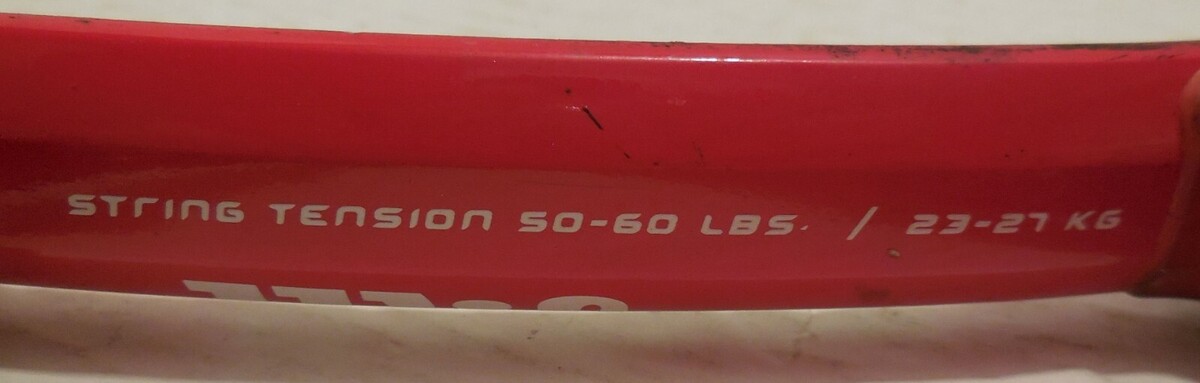 STRING TENSION 50-60 LBS. / 23-27 KG